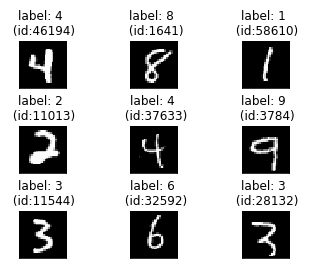 label: 4 label: 8 label: 1
(id:46194) (id:1641) (id:58610)
4 8 1
label: 2 label: 4 label: 9
(id:11013) (id:37633) (id:3784)
2 4 9
label: 3 label: 6 label: 3
(id:11544) (id:32592) (id:28132)
3 6 3